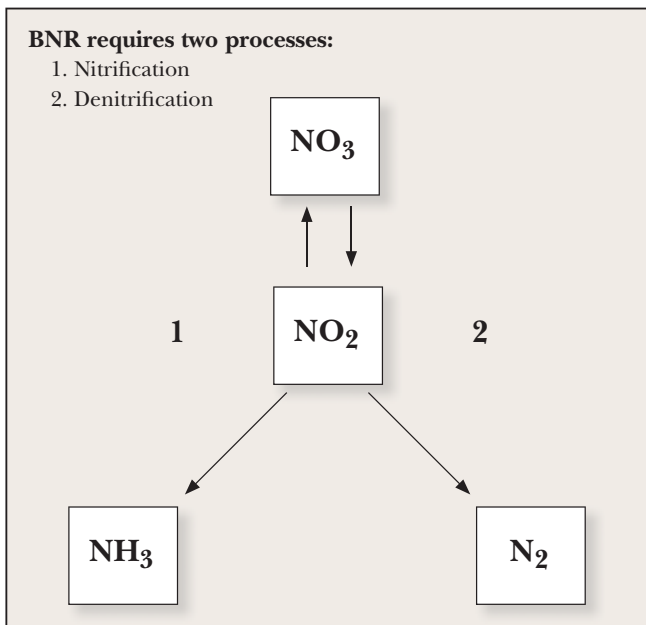 BNR requires two processes:
1. Nitrification
2. Denitrification
NO₃
1
NO₂
2
NH₃
N₂